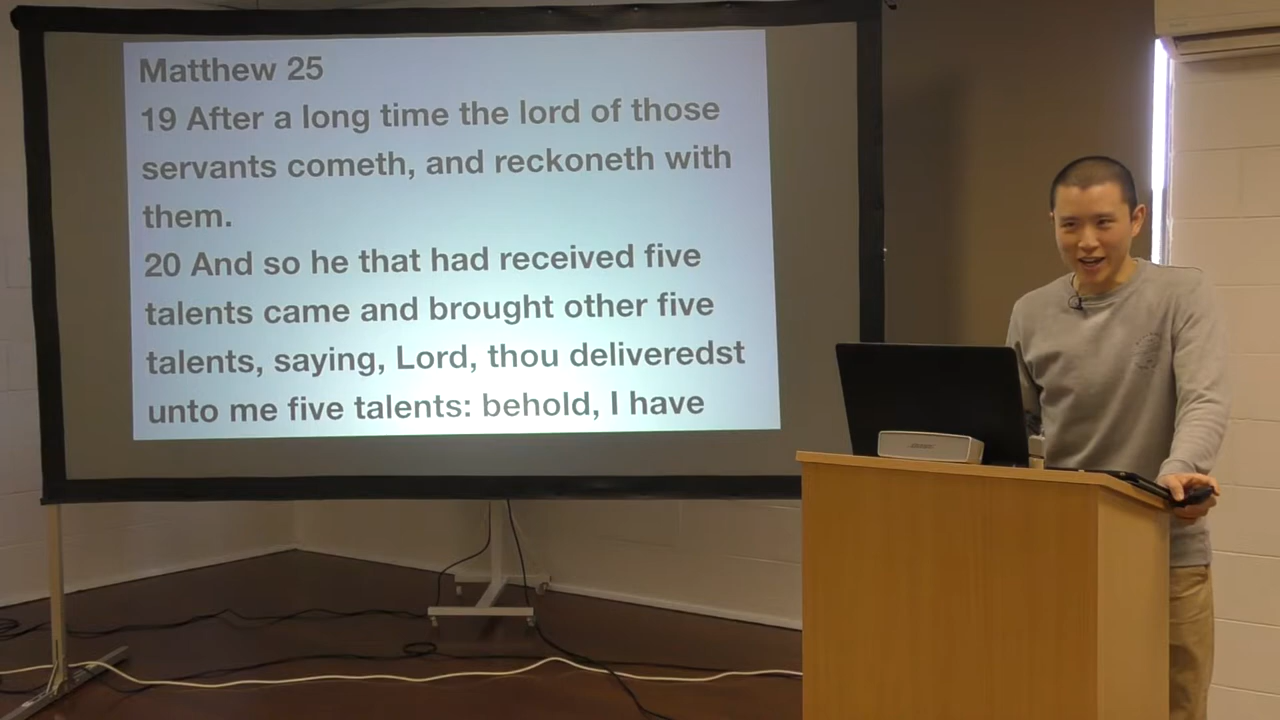 Matthew 25
19 After a long time the lord of those
servants cometh, and reckoneth with
them.
20 And so he that had received five
talents came and brought other five
talents, saying, Lord, thou deliveredst
unto me five talents: behold, I have
BOSE